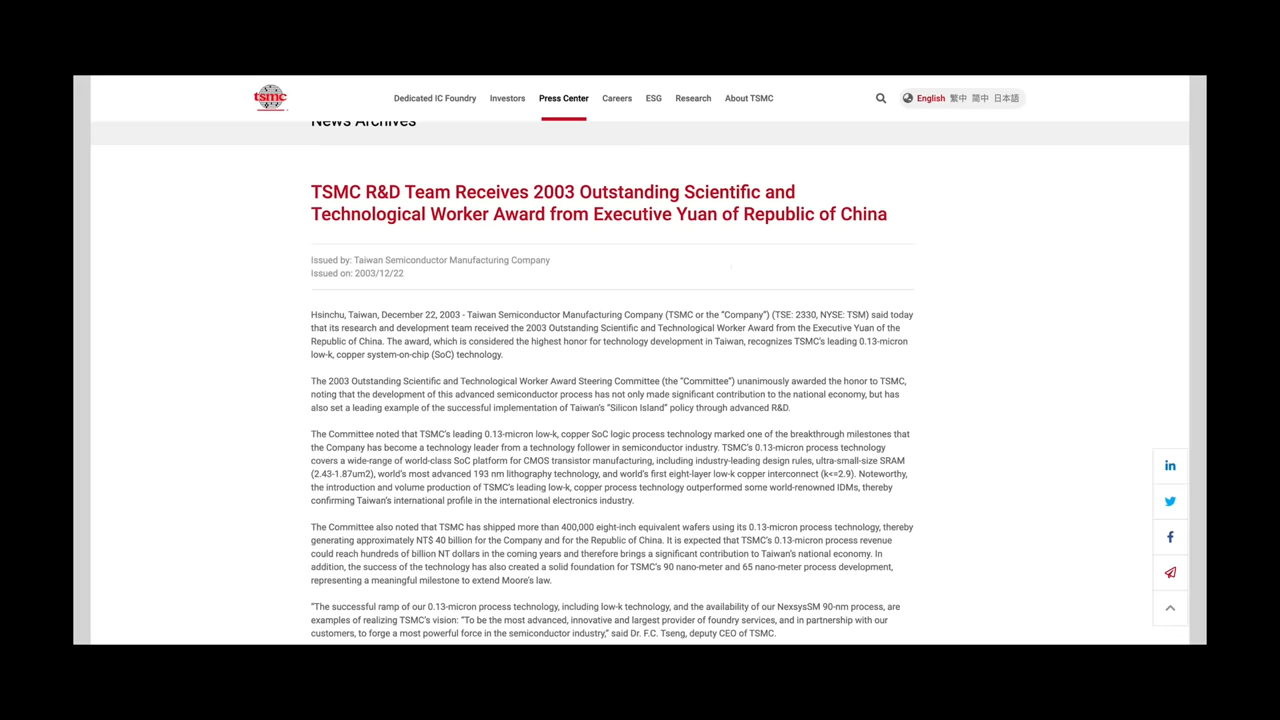 tsmc
Dedicated IC Foundry Investors Press Center Careers ESG Research About TSMC English 繁中 简中 日本語
News Archives
TSMC R&D Team Receives 2003 Outstanding Scientific and
Technological Worker Award from Executive Yuan of Republic of China
Issued by: Taiwan Semiconductor Manufacturing Company
Issued on: 2003/12/22
Hsinchu, Taiwan, December 22, 2003 - Taiwan Semiconductor Manufacturing Company (TSMC or the “Company”) (TSE: 2330, NYSE: TSM) said today
that its research and development team received the 2003 Outstanding Scientific and Technological Worker Award from the Executive Yuan of the
Republic of China. The award, which is considered the highest honor for technology development in Taiwan, recognizes TSMC’s leading 0.13-micron
low-k, copper system-on-chip (SoC) technology.
The 2003 Outstanding Scientific and Technological Worker Award Steering Committee (the “Committee”) unanimously awarded the honor to TSMC,
noting that the development of this advanced semiconductor process has not only made significant contribution to the national economy, but has
also set a leading example of the successful implementation of Taiwan’s “Silicon Island” policy through advanced R&D.
The Committee noted that TSMC’s leading 0.13-micron low-k, copper SoC logic process technology marked one of the breakthrough milestones that
the Company has become a technology leader from a technology follower in semiconductor industry. TSMC’s 0.13-micron process technology
covers a wide-range of world-class SoC platform for CMOS transistor manufacturing, including industry-leading design rules, ultra-small-size SRAM
(2.43-1.87um2), world’s most advanced 193 nm lithography technology, and world’s first eight-layer low-k copper interconnect (k<=2.9). Noteworthy,
the introduction and volume production of TSMC’s leading low-k, copper process technology outperformed some world-renowned IDMs, thereby
confirming Taiwan’s international profile in the international electronics industry.
The Committee also noted that TSMC has shipped more than 400,000 eight-inch equivalent wafers using its 0.13-micron process technology, thereby
generating approximately NT$ 40 billion for the Company and for the Republic of China. It is expected that TSMC’s 0.13-micron process revenue
could reach hundreds of billion NT dollars in the coming years and therefore brings a significant contribution to Taiwan’s national economy. In
addition, the success of the technology has also created a solid foundation for TSMC’s 90 nano-meter and 65 nano-meter process development,
representing a meaningful milestone to extend Moore’s law.
“The successful ramp of our 0.13-micron process technology, including low-k technology, and the availability of our NexsysSM 90-nm process, are
examples of realizing TSMC’s vision: “To be the most advanced, innovative and largest provider of foundry services, and in partnership with our
customers, to forge a most powerful force in the semiconductor industry,” said Dr. F.C. Tseng, deputy CEO of TSMC.